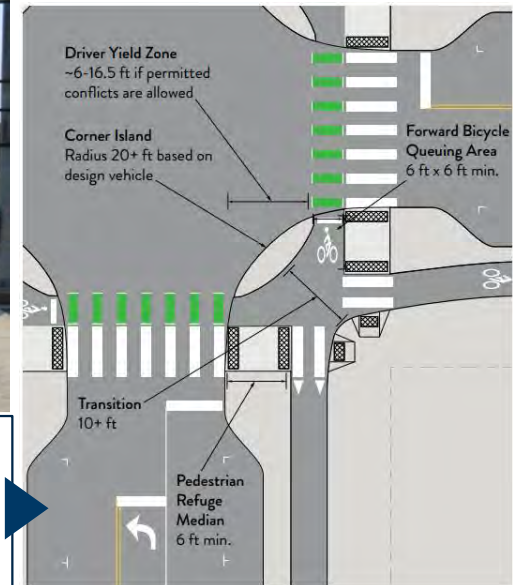 Driver Yield Zone
~6-16.5 ft if permitted
conflicts are allowed
Corner Island
Radius 20+ ft based on
design vehicle
Forward Bicycle
Queuing Area
6 ft x 6 ft min.
Transition
10+ ft
Pedestrian
Refuge
Median
6 ft min.